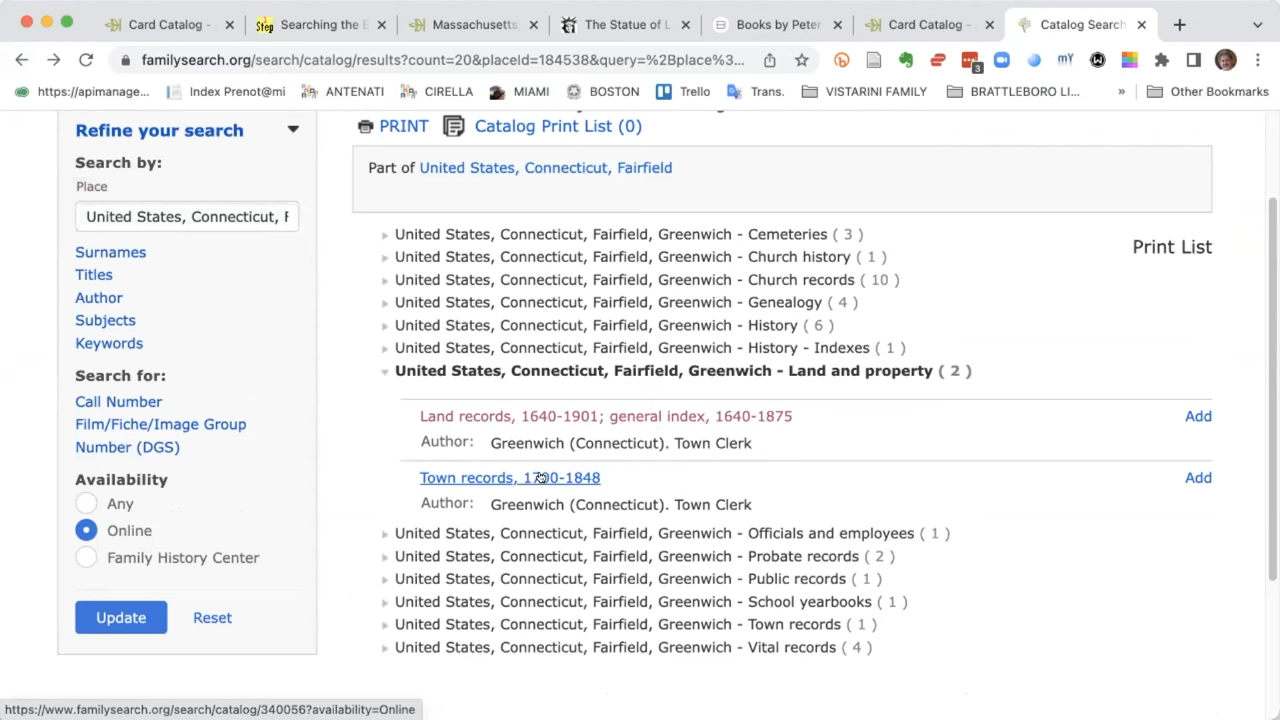 Card Catalog - Searching the E Massachusetts, The Statue of L Books by Peter Card Catalog - Catalog Search
familysearch.org/search/catalog/results?count=20&placeId=184538&query=%2Bplace%3... 3 mY
https://apimanage... Index Prenot@mi ANTENATI CIRELLA MIAMI BOSTON Trello Trans. VISTARINI FAMILY BRATTLEBORO LI... » Other Bookmarks
Refine your search
Search by:
Place
United States, Connecticut, F
Surnames
Titles
Author
Subjects
Keywords
Search for:
Call Number
Film/Fiche/Image Group
Number (DGS)
Availability
Any
Online
Family History Center
Update Reset
PRINT Catalog Print List (0)
Part of United States, Connecticut, Fairfield
Print List
United States, Connecticut, Fairfield, Greenwich - Cemeteries ( 3 )
United States, Connecticut, Fairfield, Greenwich - Church history ( 1 )
United States, Connecticut, Fairfield, Greenwich - Church records ( 10 )
United States, Connecticut, Fairfield, Greenwich - Genealogy ( 4 )
United States, Connecticut, Fairfield, Greenwich - History ( 6 )
United States, Connecticut, Fairfield, Greenwich - History - Indexes ( 1 )
United States, Connecticut, Fairfield, Greenwich - Land and property ( 2 )
Land records, 1640-1901; general index, 1640-1875 Add
Author: Greenwich (Connecticut). Town Clerk
Town records, -1848 Add
Author: Greenwich (Connecticut). Town Clerk
United States, Connecticut, Fairfield, Greenwich - Officials and employees ( 1 )
United States, Connecticut, Fairfield, Greenwich - Probate records ( 2 )
United States, Connecticut, Fairfield, Greenwich - Public records ( 1 )
United States, Connecticut, Fairfield, Greenwich - School yearbooks ( 1 )
United States, Connecticut, Fairfield, Greenwich - Town records ( 1 )
United States, Connecticut, Fairfield, Greenwich - Vital records ( 4 )
https://www.familysearch.org/search/catalog/340056?availability=Online